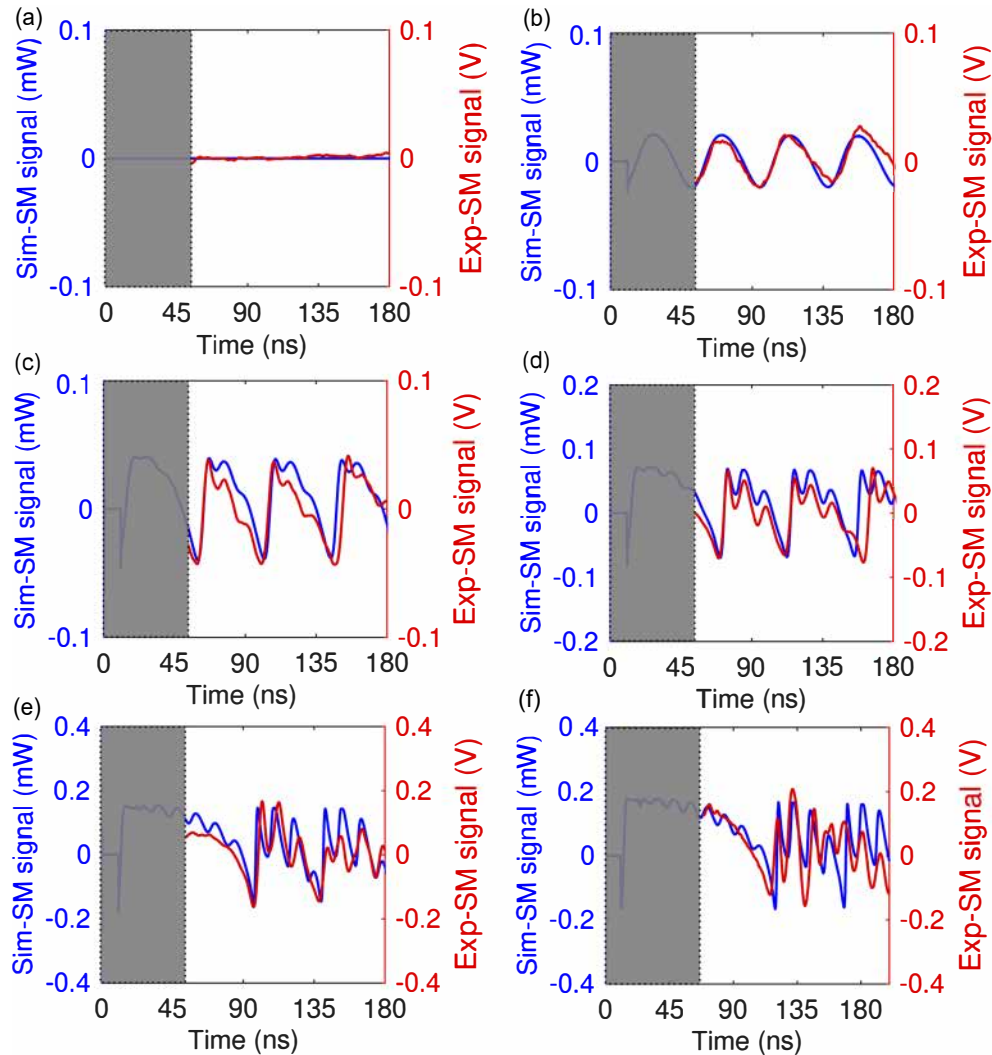 (a)
Sim-SM signal (mW)
0.1
0
-0.1
0 45 90 135 180
Time (ns)
0.1
0
-0.1
Exp-SM signal (V)
(b)
Sim-SM signal (mW)
0.1
0
-0.1
0 45 90 135 180
Time (ns)
0.1
0
-0.1
Exp-SM signal (V)
(c)
Sim-SM signal (mW)
0.1
0
-0.1
0 45 90 135 180
Time (ns)
0.1
0
-0.1
Exp-SM signal (V)
(d)
Sim-SM signal (mW)
0.2
0.1
0
-0.1
-0.2
0 45 90 135 180
Time (ns)
0.2
0.1
0
-0.1
-0.2
Exp-SM signal (V)
(e)
Sim-SM signal (mW)
0.4
0.2
0
-0.2
-0.4
0 45 90 135 180
Time (ns)
0.4
0.2
0
-0.2
-0.4
Exp-SM signal (V)
(f)
Sim-SM signal (mW)
0.4
0.2
0
-0.2
-0.4
0 45 90 135 180
Time (ns)
0.4
0.2
0
-0.2
-0.4
Exp-SM signal (V)